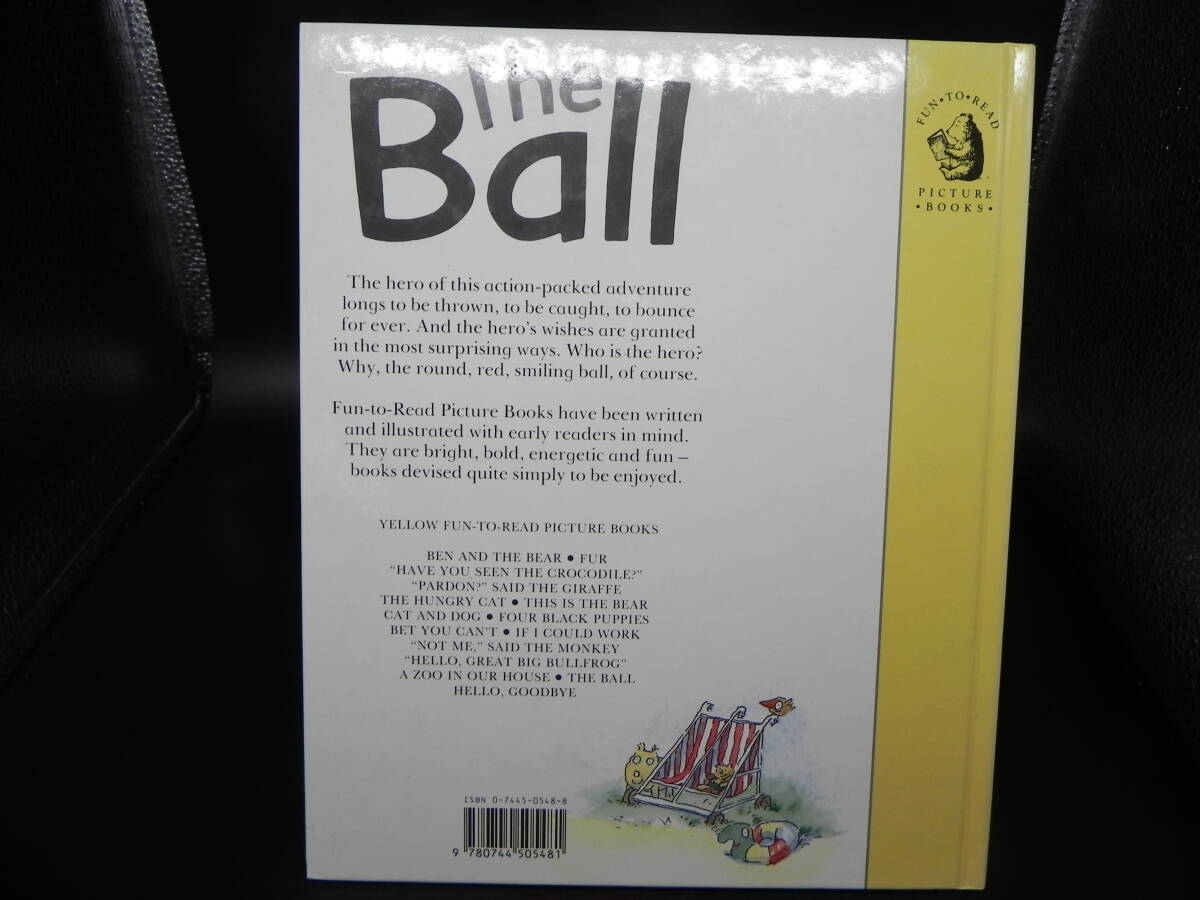 The
Ball
FUN•TO•READ
PICTURE
•BOOKS•
The hero of this action-packed adventure
longs to be thrown, to be caught, to bounce
for ever. And the hero's wishes are granted
in the most surprising ways. Who is the hero?
Why, the round, red, smiling ball, of course.
Fun-to-Read Picture Books have been written
and illustrated with early readers in mind.
They are bright, bold, energetic and fun –
books devised quite simply to be enjoyed.
YELLOW FUN-TO-READ PICTURE BOOKS
BEN AND THE BEAR • FUR
"HAVE YOU SEEN THE CROCODILE?"
"PARDON?" SAID THE GIRAFFE
THE HUNGRY CAT • THIS IS THE BEAR
CAT AND DOG • FOUR BLACK PUPPIES
BET YOU CAN'T • IF I COULD WORK
"NOT ME," SAID THE MONKEY
"HELLO, GREAT BIG BULLFROG"
A ZOO IN OUR HOUSE • THE BALL
HELLO, GOODBYE
ISBN 0-7445-0548-8
9 780744 505481